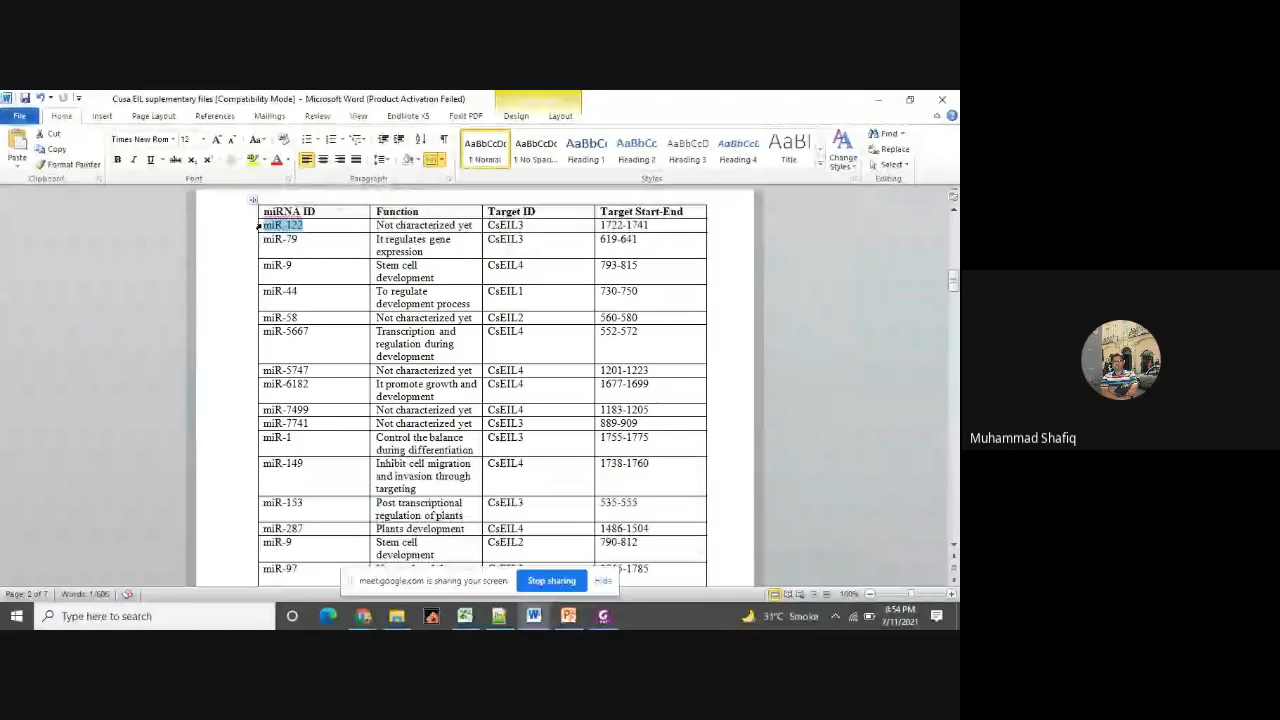 Cusa EIL suplementary files [Compatibility Mode] - Microsoft Word (Product Activation Failed)
File Home Insert Page Layout References Mailings Review View EndNote X5 Foxit PDF Design Layout
Paste
Cut
Copy
Format Painter
Clipboard
Times New Rom 12
B I U abc X₂ X²
Font
Paragraph
AaBbCcDc 1 Normal
AaBbCcDc 1 No Spac...
AaBbC Heading 1
AaBbCc Heading 2
AaBbCcD Heading 3
AaBbCcL Heading 4
AaBl Title
Change Styles
Styles
Find
Replace
Select
Editing
miRNA ID Function Target ID Target Start-End
miR-122 Not characterized yet CsEIL3 1722-1741
miR-79 It regulates gene CsEIL3 619-641
expression
miR-9 Stem cell CsEIL4 793-815
development
miR-44 To regulate CsEIL1 730-750
development process
miR-58 Not characterized yet CsEIL2 560-580
miR-5667 Transcription and CsEIL4 552-572
regulation during
development
miR-5747 Not characterized yet CsEIL4 1201-1223
miR-6182 It promote growth and CsEIL4 1677-1699
development
miR-7499 Not characterized yet CsEIL4 1183-1205
miR-7741 Not characterized yet CsEIL3 889-909
miR-1 Control the balance CsEIL3 1755-1775
during differentiation
miR-149 Inhibit cell migration CsEIL4 1738-1760
and invasion through
targeting
miR-153 Post transcriptional CsEIL3 535-555
regulation of plants
miR-287 Plants development CsEIL4 1486-1504
miR-9 Stem cell CsEIL2 790-812
development
miR-97
meet.google.com is sharing your screen. Stop sharing Hide
Page: 2 of 7 Words: 1/606 100%
Type here to search
31°C Smoke
8:54 PM
7/11/2021
Muhammad Shafiq